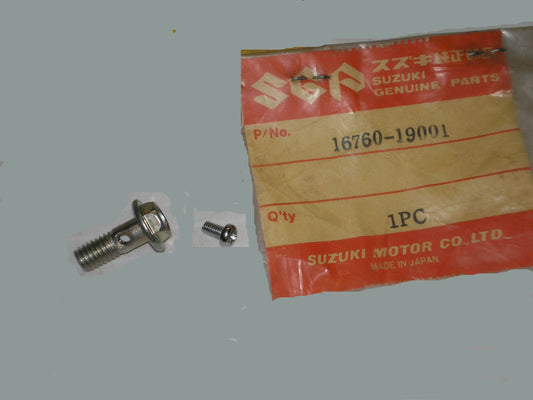 SGP
スズキ純正部品
SUZUKI
GENUINE PARTS
P/No. 16760-19001
Q'ty 1PC
SUZUKI MOTOR CO.,LTD.
MADE IN JAPAN